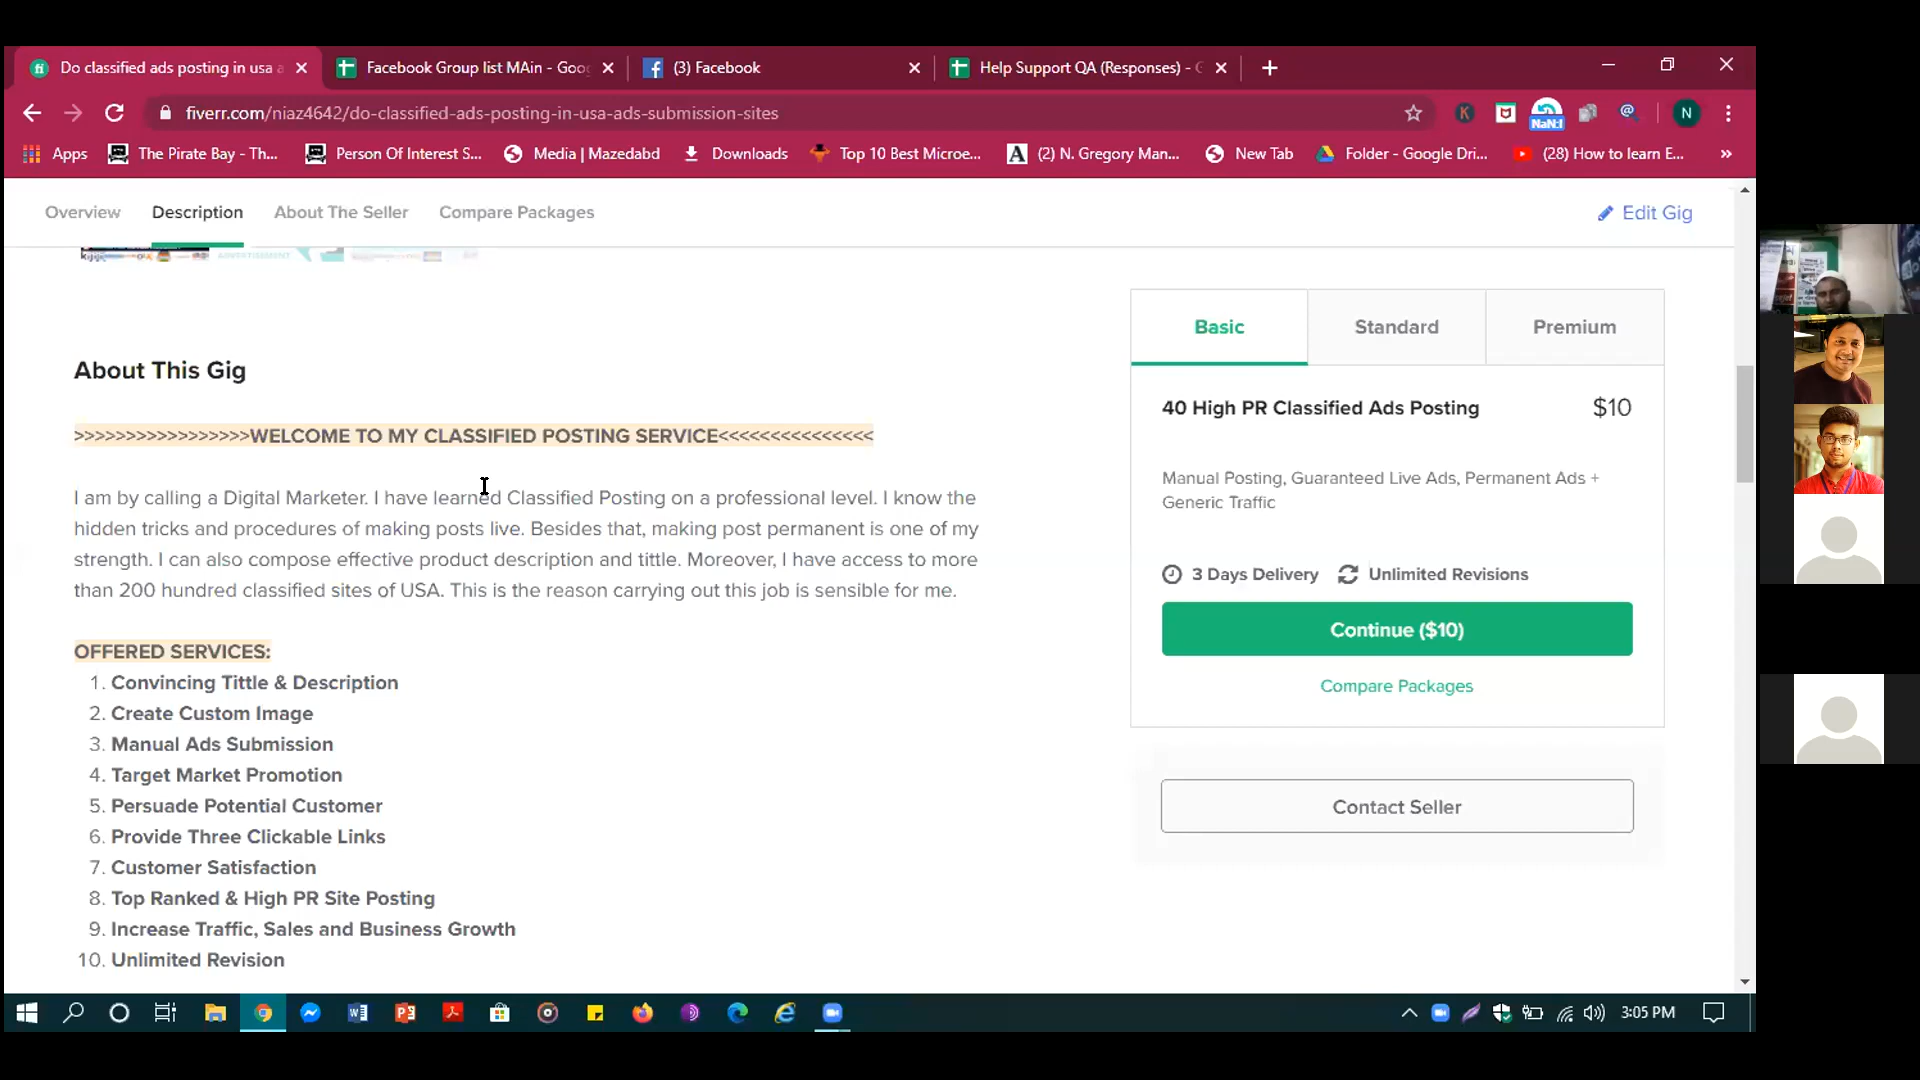 Do classified ads posting in usa a
Facebook Group list MAin - Goo
(3) Facebook
Help Support QA (Responses) - G
fiverr.com/niaz4642/do-classified-ads-posting-in-usa-ads-submission-sites
NaN:I
N
Apps
The Pirate Bay - Th...
Person Of Interest S...
Media | Mazedabd
Downloads
Top 10 Best Microe...
(2) N. Gregory Man...
New Tab
Folder - Google Dri...
(28) How to learn E...
»
Overview
Description
About The Seller
Compare Packages
Edit Gig
About This Gig
>>>>>>>>>>>>>>>>>WELCOME TO MY CLASSIFIED POSTING SERVICE<<<<<<<<<<<<<<<
I am by calling a Digital Marketer. I have learned Classified Posting on a professional level. I know the
hidden tricks and procedures of making posts live. Besides that, making post permanent is one of my
strength. I can also compose effective product description and tittle. Moreover, I have access to more
than 200 hundred classified sites of USA. This is the reason carrying out this job is sensible for me.
OFFERED SERVICES:
1. Convincing Tittle & Description
2. Create Custom Image
3. Manual Ads Submission
4. Target Market Promotion
5. Persuade Potential Customer
6. Provide Three Clickable Links
7. Customer Satisfaction
8. Top Ranked & High PR Site Posting
9. Increase Traffic, Sales and Business Growth
10. Unlimited Revision
Basic
Standard
Premium
40 High PR Classified Ads Posting
$10
Manual Posting, Guaranteed Live Ads, Permanent Ads +
Generic Traffic
3 Days Delivery
Unlimited Revisions
Continue ($10)
Compare Packages
Contact Seller
3:05 PM